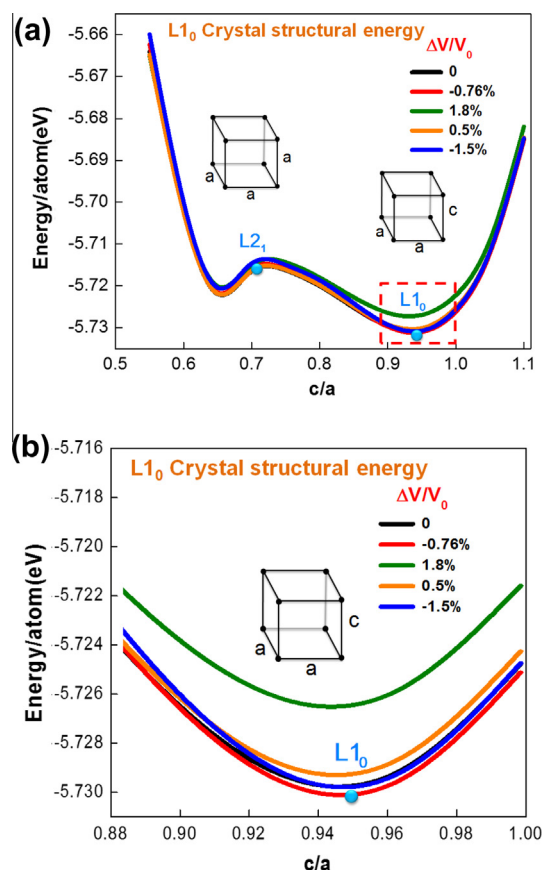 (a)
L1₀ Crystal structural energy
ΔV/V₀
0
-0.76%
1.8%
0.5%
-1.5%
-5.66
-5.67
-5.68
-5.69
-5.70
-5.71
-5.72
-5.73
Energy/atom(eV)
a
a
a
c
a
a
L2₁
L1₀
0.5 0.6 0.7 0.8 0.9 1.0 1.1
c/a
(b)
L1₀ Crystal structural energy
ΔV/V₀
0
-0.76%
1.8%
0.5%
-1.5%
-5.716
-5.718
-5.720
-5.722
-5.724
-5.726
-5.728
-5.730
Energy/atom(eV)
c
a
a
L1₀
0.88 0.90 0.92 0.94 0.96 0.98 1.00
c/a